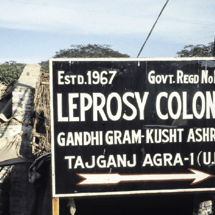 ESTD.1967 GOVT. REGD NO
LEPROSY COLON
GANDHI GRAM-KUSHT ASHR
TAJGANJ AGRA-1 (U.